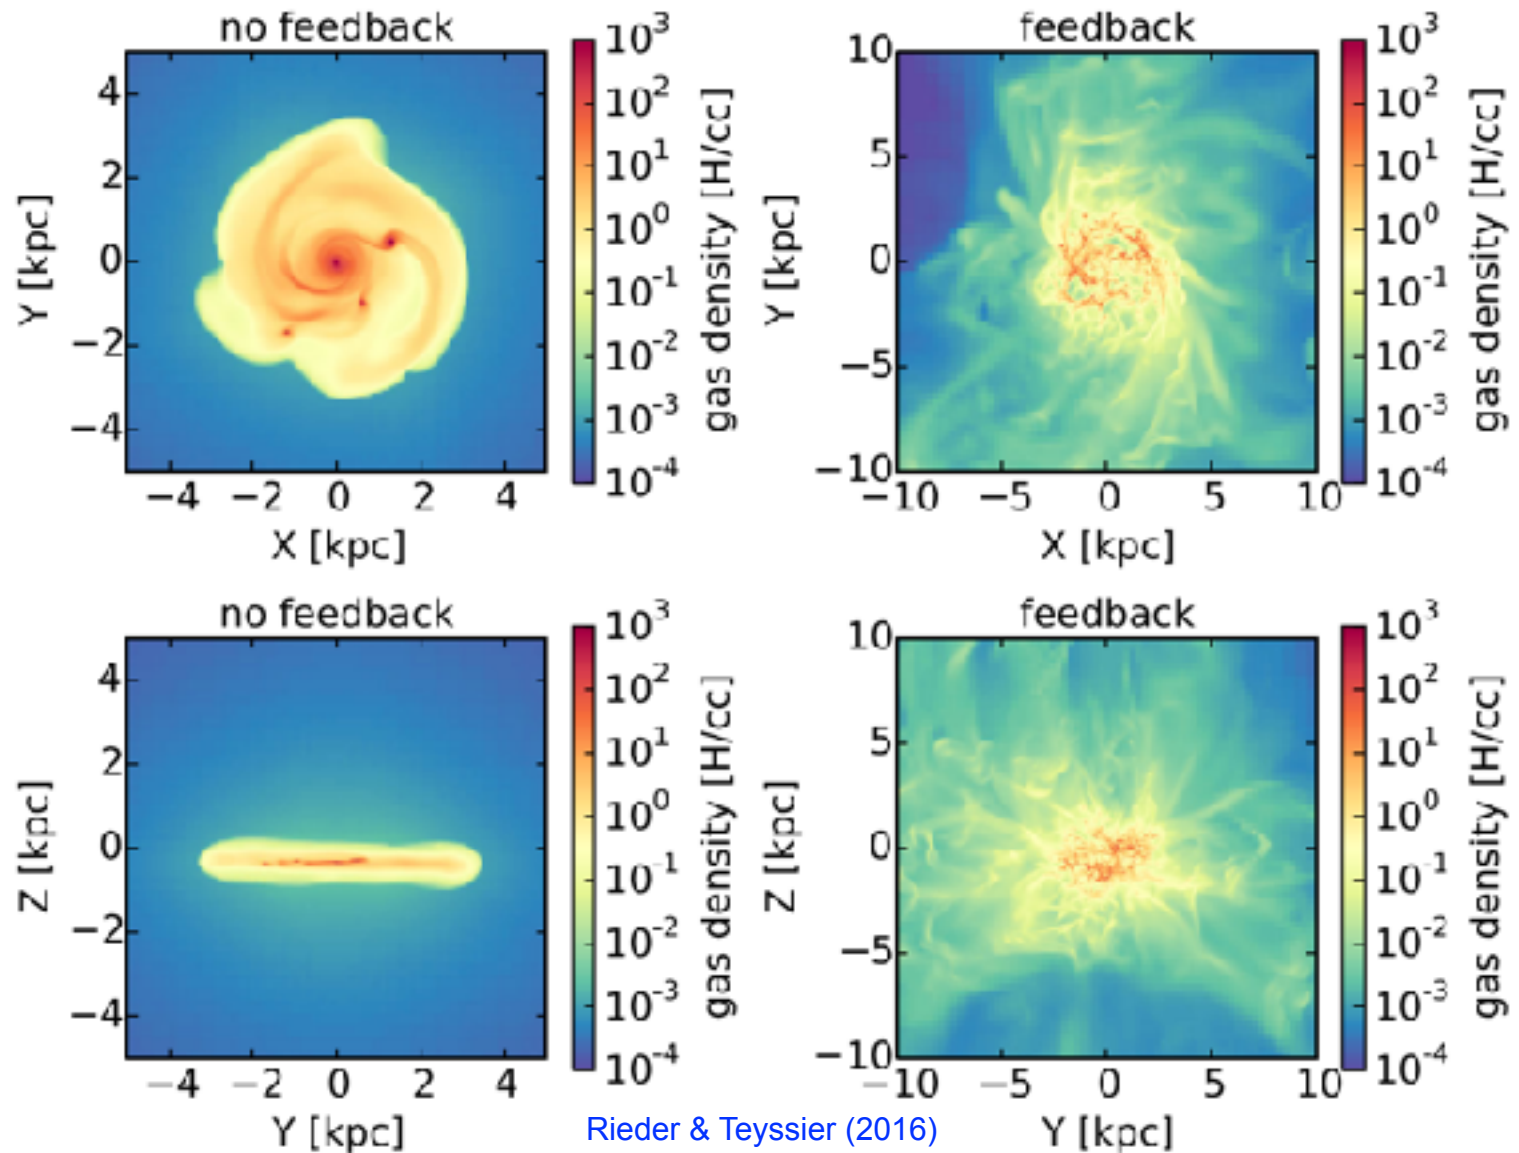 no feedback
4
2
0
−2
−4
Y [kpc]
−4 −2 0 2 4
X [kpc]
10^3
10^2
10^1
10^0
10^-1
10^-2
10^-3
10^-4
gas density [H/cc]
feedback
10
5
0
−5
−10
Y [kpc]
−10 −5 0 5 10
X [kpc]
10^3
10^2
10^1
10^0
10^-1
10^-2
10^-3
10^-4
gas density [H/cc]
no feedback
4
2
0
−2
−4
Z [kpc]
−4 −2 0 2 4
Y [kpc]
10^3
10^2
10^1
10^0
10^-1
10^-2
10^-3
10^-4
gas density [H/cc]
feedback
10
5
0
−5
−10
Z [kpc]
−10 −5 0 5 10
Y [kpc]
10^3
10^2
10^1
10^0
10^-1
10^-2
10^-3
10^-4
gas density [H/cc]
Rieder & Teyssier (2016)